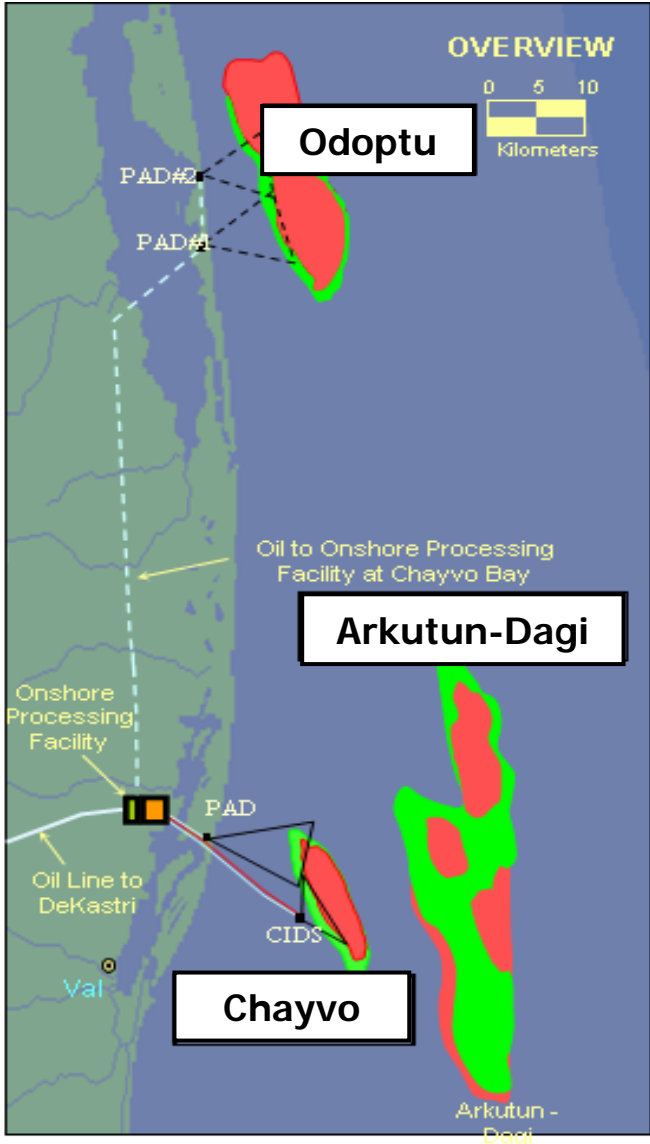 OVERVIEW
0 5 10
Kilometers
Odoptu
PAD#2
PAD#1
Oil to Onshore Processing
Facility at Chayvo Bay
Arkutun-Dagi
Onshore
Processing
Facility
PAD
Oil Line to
DeKastri
CIDS
Val
Chayvo
Arkutun -
Dagi